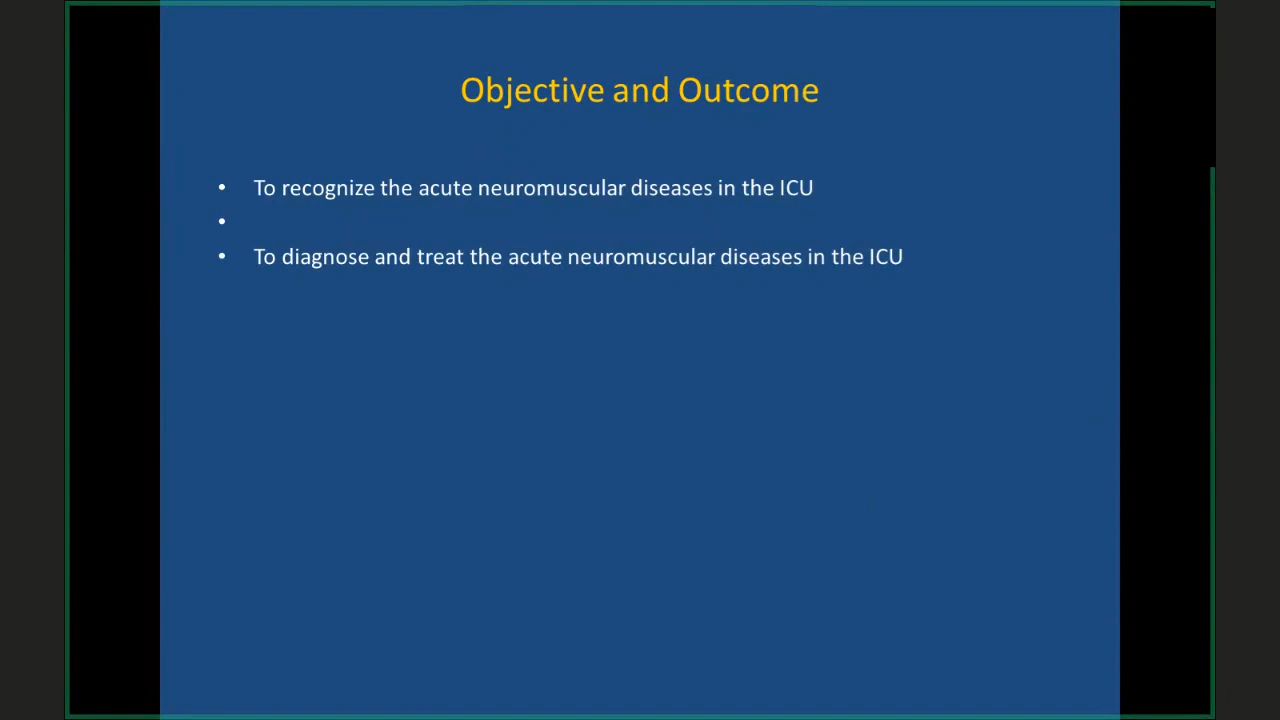 Objective and Outcome
• To recognize the acute neuromuscular diseases in the ICU
•
• To diagnose and treat the acute neuromuscular diseases in the ICU